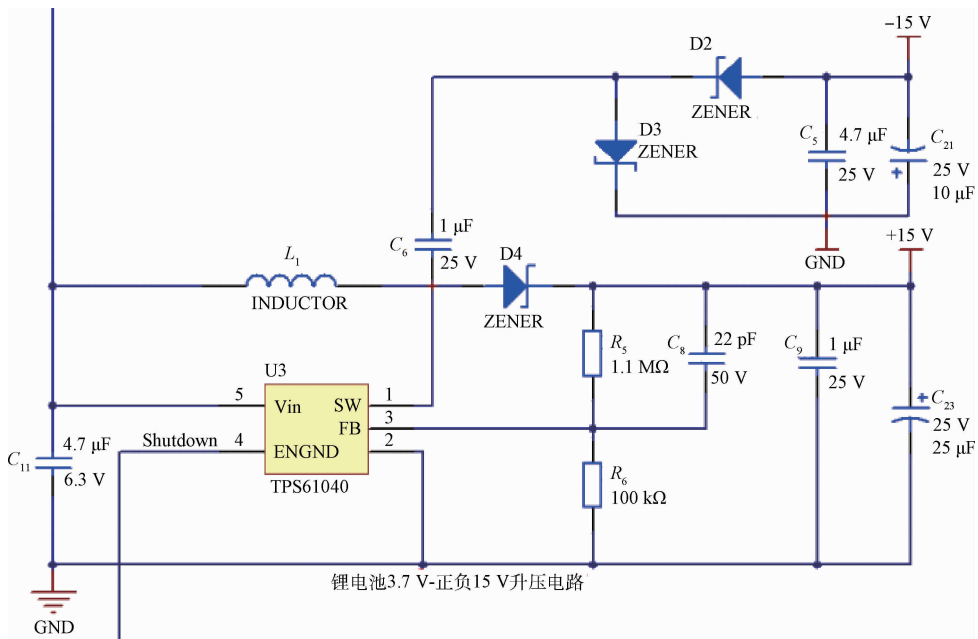 −15 V
D2
ZENER
D3
ZENER
C5
4.7 μF
25 V
C21
25 V
10 μF
GND
+15 V
1 μF
C6
25 V
L1
INDUCTOR
D4
ZENER
R5
1.1 MΩ
C8
22 pF
50 V
C9
1 μF
25 V
C23
25 V
25 μF
U3
5
Vin
SW
1
FB
3
Shutdown
4
ENGND
2
TPS61040
C11
4.7 μF
6.3 V
R6
100 kΩ
GND
锂电池3.7 V-正负15 V升压电路